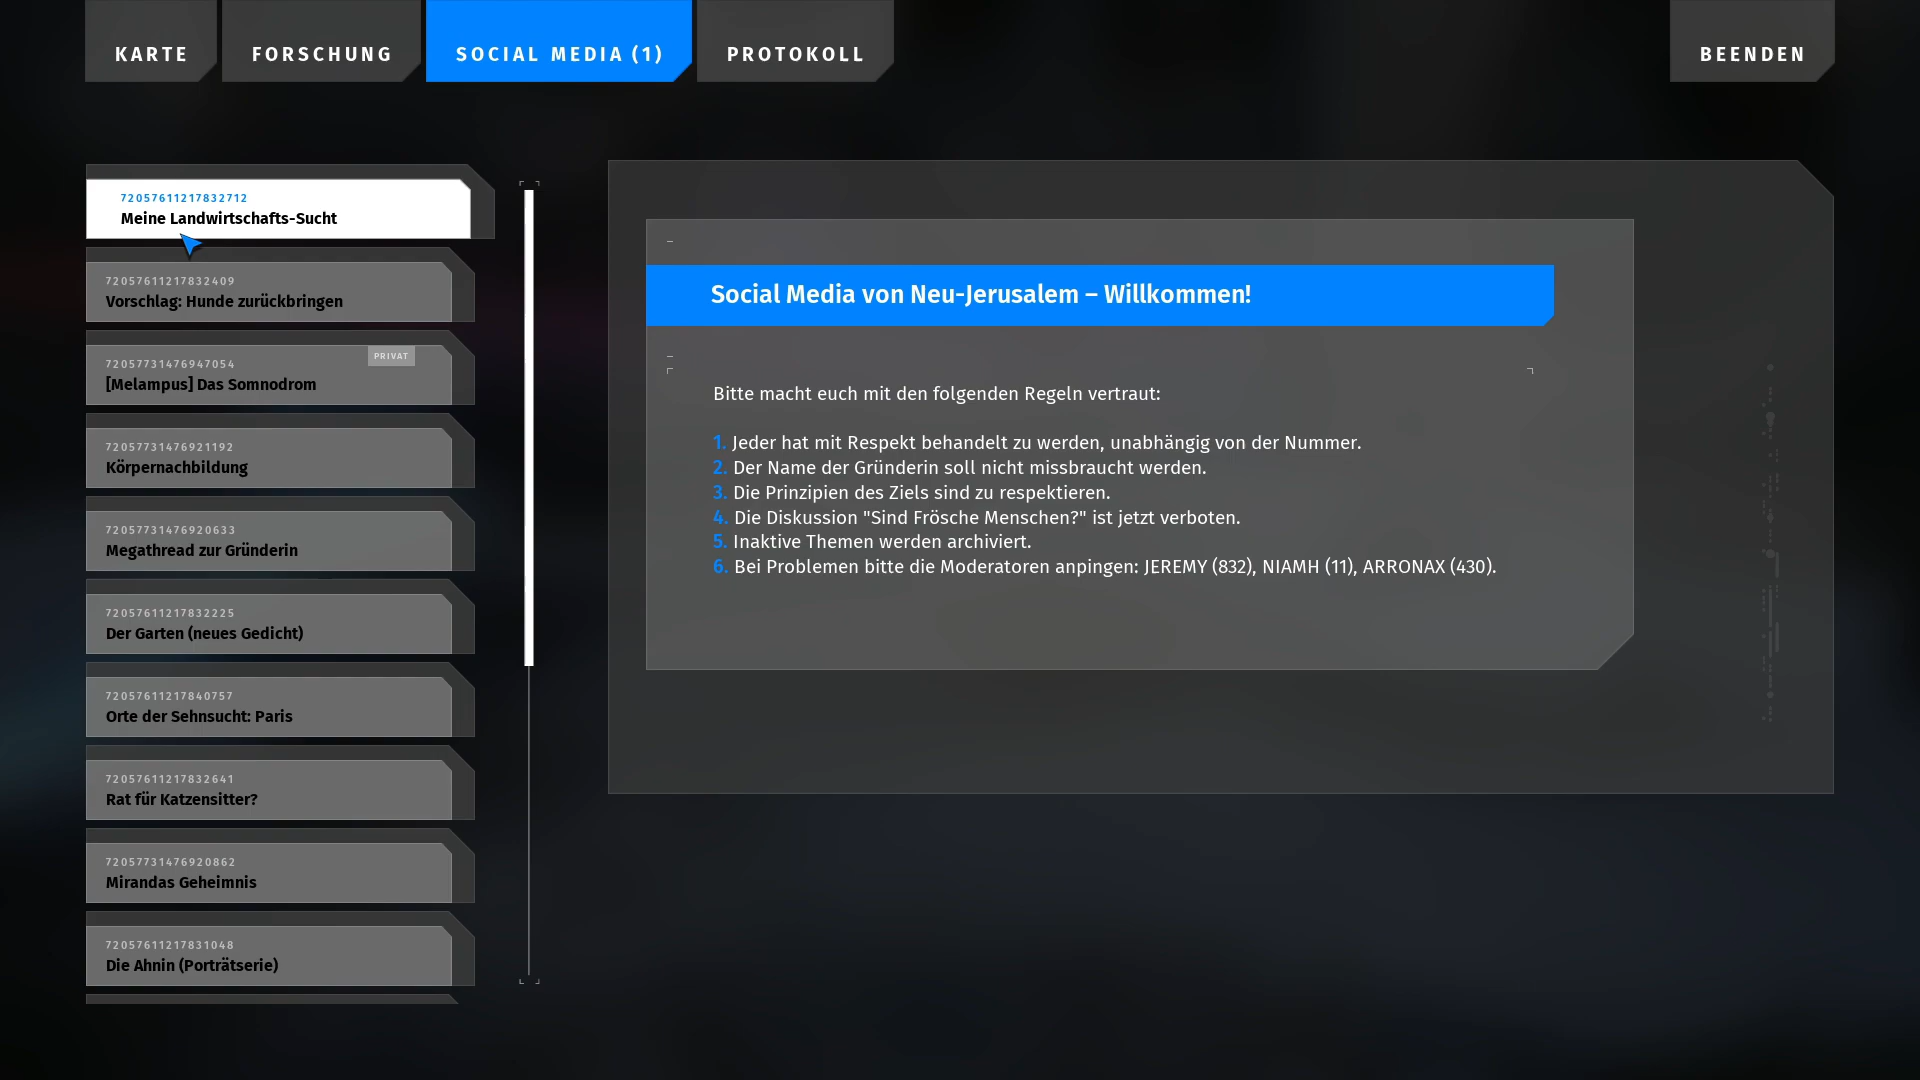 KARTE
FORSCHUNG
SOCIAL MEDIA (1)
PROTOKOLL
BEENDEN
72057611217832712
Meine Landwirtschafts-Sucht
72057611217832409
Vorschlag: Hunde zurückbringen
72057731476947054
PRIVAT
[Melampus] Das Somnodrom
72057731476921192
Körpernachbildung
72057731476920633
Megathread zur Gründerin
72057611217832225
Der Garten (neues Gedicht)
72057611217840757
Orte der Sehnsucht: Paris
72057611217832641
Rat für Katzensitter?
72057731476920862
Mirandas Geheimnis
72057611217831048
Die Ahnin (Porträtserie)
Social Media von Neu-Jerusalem – Willkommen!
Bitte macht euch mit den folgenden Regeln vertraut:
1. Jeder hat mit Respekt behandelt zu werden, unabhängig von der Nummer.
2. Der Name der Gründerin soll nicht missbraucht werden.
3. Die Prinzipien des Ziels sind zu respektieren.
4. Die Diskussion "Sind Frösche Menschen?" ist jetzt verboten.
5. Inaktive Themen werden archiviert.
6. Bei Problemen bitte die Moderatoren anpingen: JEREMY (832), NIAMH (11), ARRONAX (430).